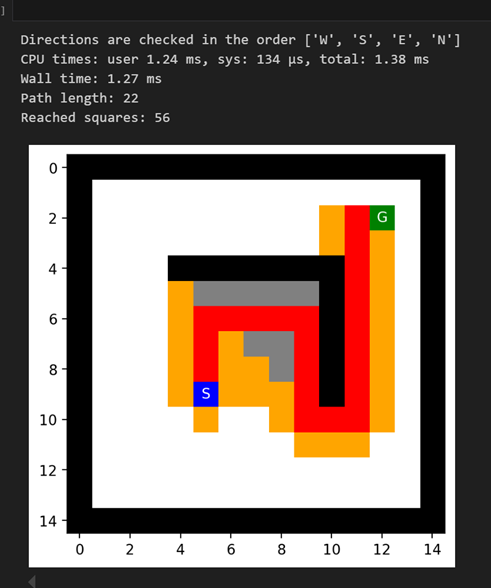 ]
Directions are checked in the order ['W', 'S', 'E', 'N']
CPU times: user 1.24 ms, sys: 134 µs, total: 1.38 ms
Wall time: 1.27 ms
Path length: 22
Reached squares: 56
0
2
G
4
6
8
S
10
12
14
0 2 4 6 8 10 12 14